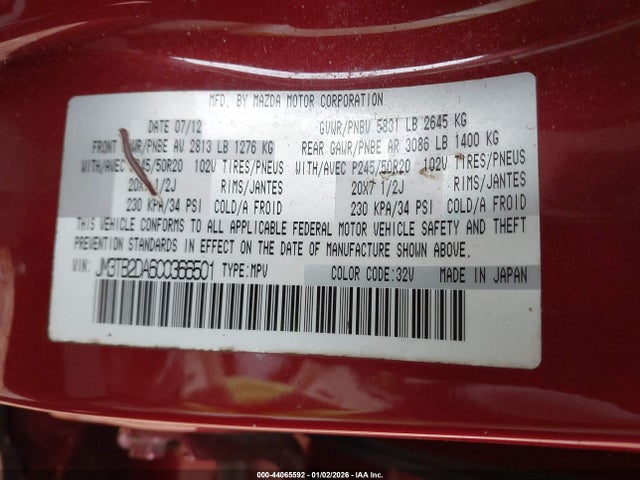 MFD. BY MAZDA MOTOR CORPORATION
DATE 07/12 GVWR/PNBV 5831 LB 2645 KG
FRONT GAWR/PNBE AV 2813 LB 1276 KG REAR GAWR/PNBE AR 3086 LB 1400 KG
WITH/AVEC P245/50R20 102V TIRES/PNEUS WITH/AVEC P245/50R20 102V TIRES/PNEUS
20X7 1/2J RIMS/JANTES 20X7 1/2J RIMS/JANTES
230 KPA/34 PSI COLD/A FROID 230 KPA/34 PSI COLD/A FROID
THIS VEHICLE CONFORMS TO ALL APPLICABLE FEDERAL MOTOR VEHICLE SAFETY AND THEFT
PREVENTION STANDARDS IN EFFECT ON THE DATE OF MANUFACTURE SHOWN ABOVE.
VIN: JM3TB2DA6C0366501 TYPE:MPV COLOR CODE:32V MADE IN JAPAN
000-44065592 - 01/02/2026 - IAA Inc.